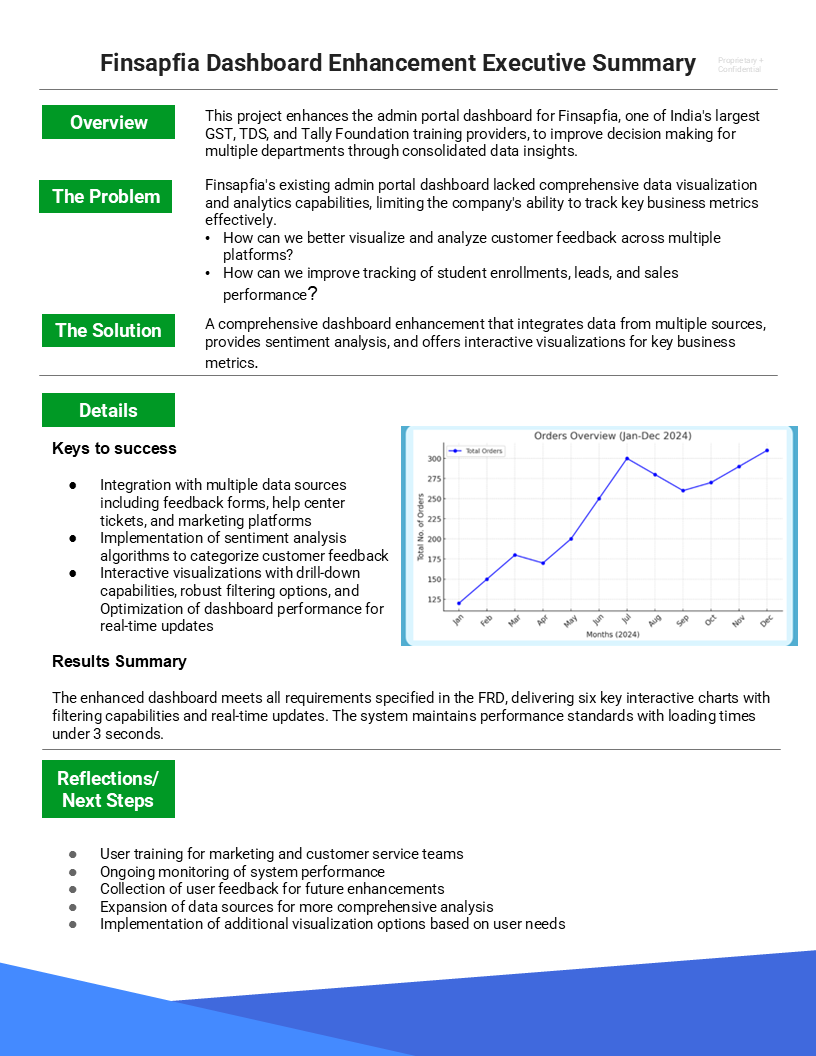 Finsapfia Dashboard Enhancement Executive Summary
Proprietary +
Confidential
Overview
This project enhances the admin portal dashboard for Finsapfia, one of India's largest
GST, TDS, and Tally Foundation training providers, to improve decision making for
multiple departments through consolidated data insights.
The Problem
Finsapfia's existing admin portal dashboard lacked comprehensive data visualization
and analytics capabilities, limiting the company's ability to track key business metrics
effectively.
• How can we better visualize and analyze customer feedback across multiple
platforms?
• How can we improve tracking of student enrollments, leads, and sales
performance?
The Solution
A comprehensive dashboard enhancement that integrates data from multiple sources,
provides sentiment analysis, and offers interactive visualizations for key business
metrics.
Details
Keys to success
● Integration with multiple data sources
including feedback forms, help center
tickets, and marketing platforms
● Implementation of sentiment analysis
algorithms to categorize customer feedback
● Interactive visualizations with drill-down
capabilities, robust filtering options, and
Optimization of dashboard performance for
real-time updates
Orders Overview (Jan-Dec 2024)
Total Orders
Total No. of Orders
300
275
250
225
200
175
150
125
Jan Feb Mar Apr May Jun Jul Aug Sep Oct Nov Dec
Months (2024)
Results Summary
The enhanced dashboard meets all requirements specified in the FRD, delivering six key interactive charts with
filtering capabilities and real-time updates. The system maintains performance standards with loading times
under 3 seconds.
Reflections/
Next Steps
● User training for marketing and customer service teams
● Ongoing monitoring of system performance
● Collection of user feedback for future enhancements
● Expansion of data sources for more comprehensive analysis
● Implementation of additional visualization options based on user needs